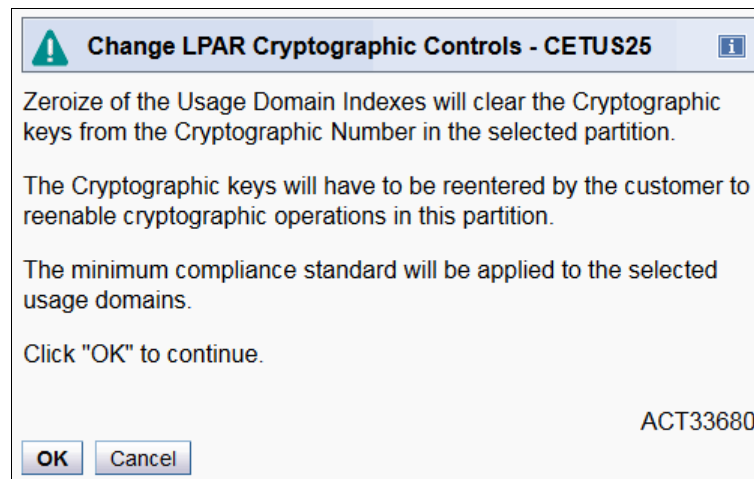 Change LPAR Cryptographic Controls - CETUS25
Zeroize of the Usage Domain Indexes will clear the Cryptographic
keys from the Cryptographic Number in the selected partition.
The Cryptographic keys will have to be reentered by the customer to
reenable cryptographic operations in this partition.
The minimum compliance standard will be applied to the selected
usage domains.
Click "OK" to continue.
ACT33680
OK Cancel